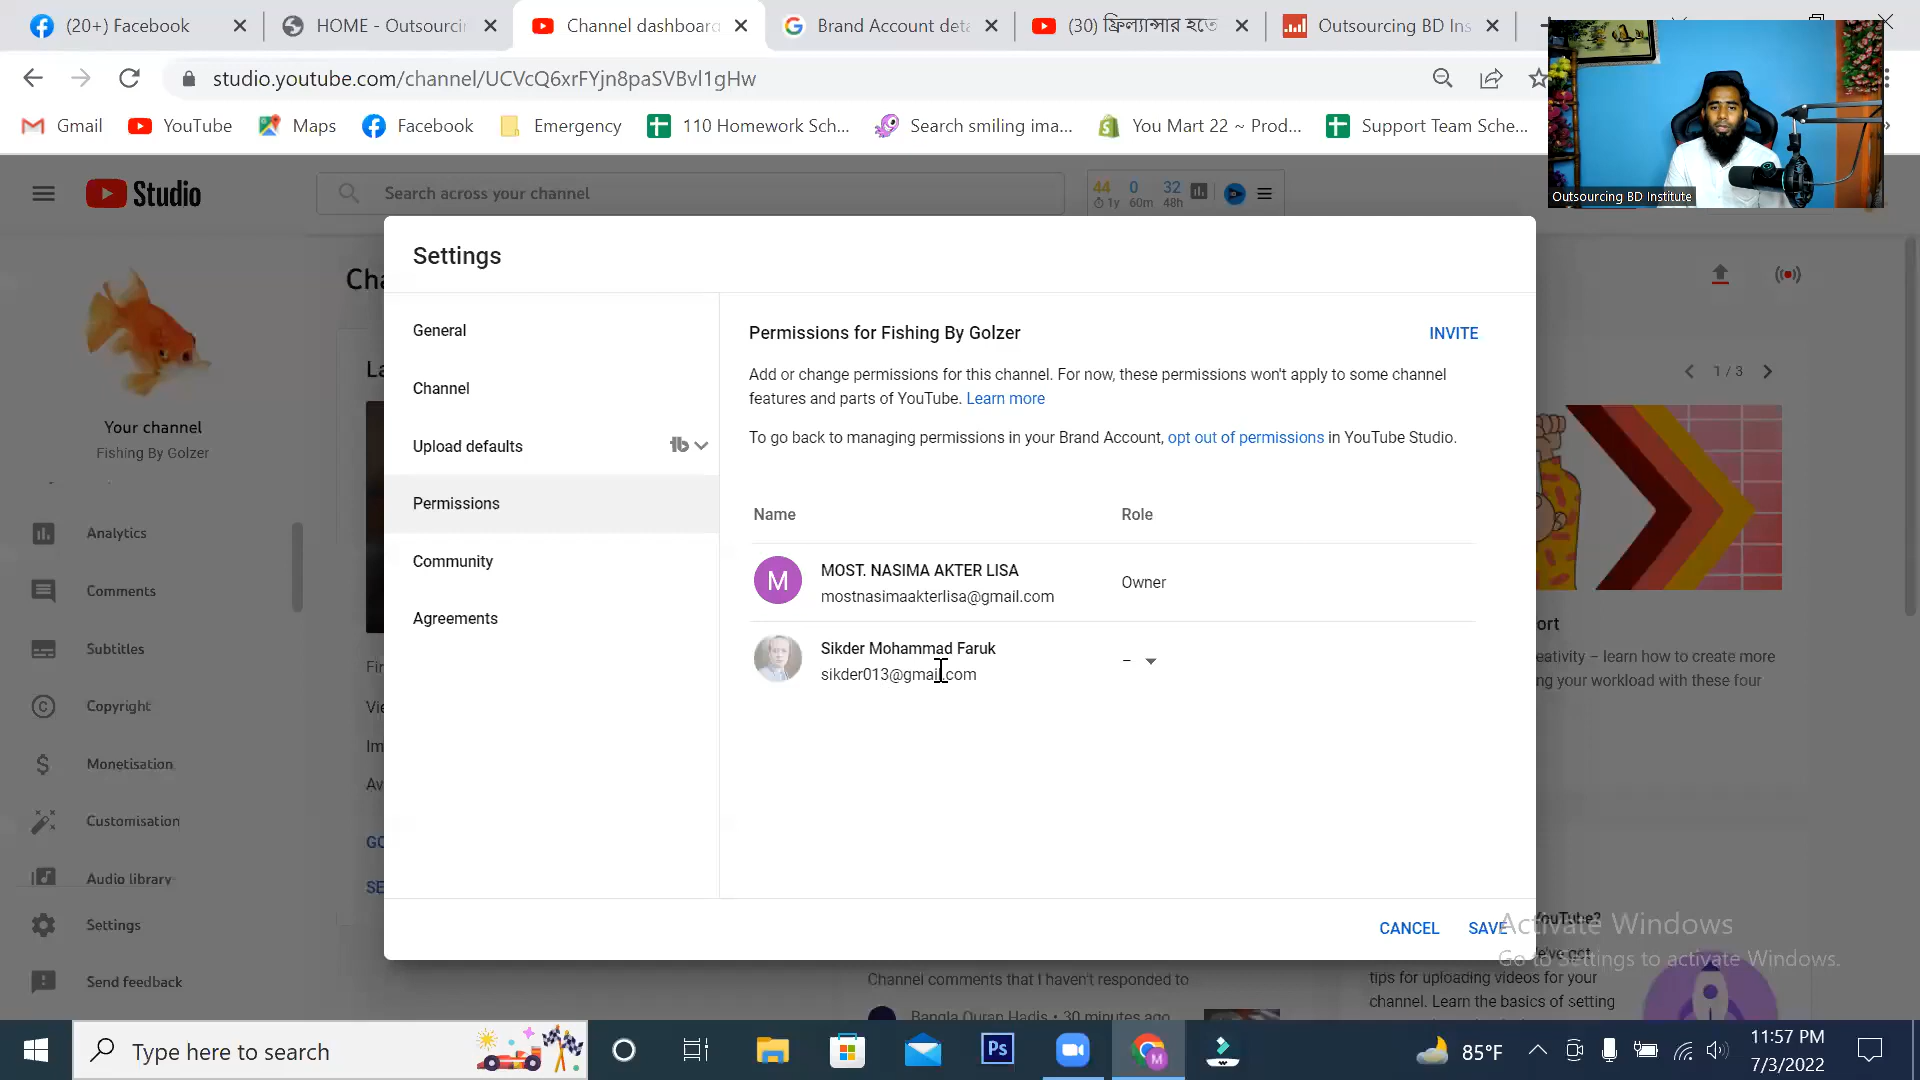 (20+) Facebook
HOME - Outsourcin
Channel dashboard
Brand Account deta
(30) ফ্রিল্যান্সার হতে
Outsourcing BD Ins
studio.youtube.com/channel/UCVcQ6xrFYjn8paSVBvl1gHw
Gmail
YouTube
Maps
Facebook
Emergency
110 Homework Sch...
Search smiling ima...
You Mart 22 ~ Prod...
Support Team Sche...
Outsourcing BD Institute
Studio
Search across your channel
44 0 32
1y 60m 48h
Settings
Cha
Your channel
Fishing By Golzer
Analytics
Comments
Subtitles
Copyright
Monetisation
Customisation
Audio library
Settings
Send feedback
General
Channel
Upload defaults
Permissions
Community
Agreements
Permissions for Fishing By Golzer
INVITE
Add or change permissions for this channel. For now, these permissions won't apply to some channel
features and parts of YouTube. Learn more
To go back to managing permissions in your Brand Account, opt out of permissions in YouTube Studio.
Name
Role
M
MOST. NASIMA AKTER LISA
mostnasimaakterlisa@gmail.com
Owner
Sikder Mohammad Faruk
sikder013@gmail.com
–
CANCEL
SAVE
1 / 3
ort
eativity – learn how to create more
ng your workload with these four
YouTube?
e've got
tips for uploading videos for your
channel. Learn the basics of setting
Activate Windows
Go to Settings to activate Windows.
Channel comments that I haven't responded to
Bangla Quran Hadis • 30 minutes ago
Type here to search
Ps
M
85°F
11:57 PM
7/3/2022